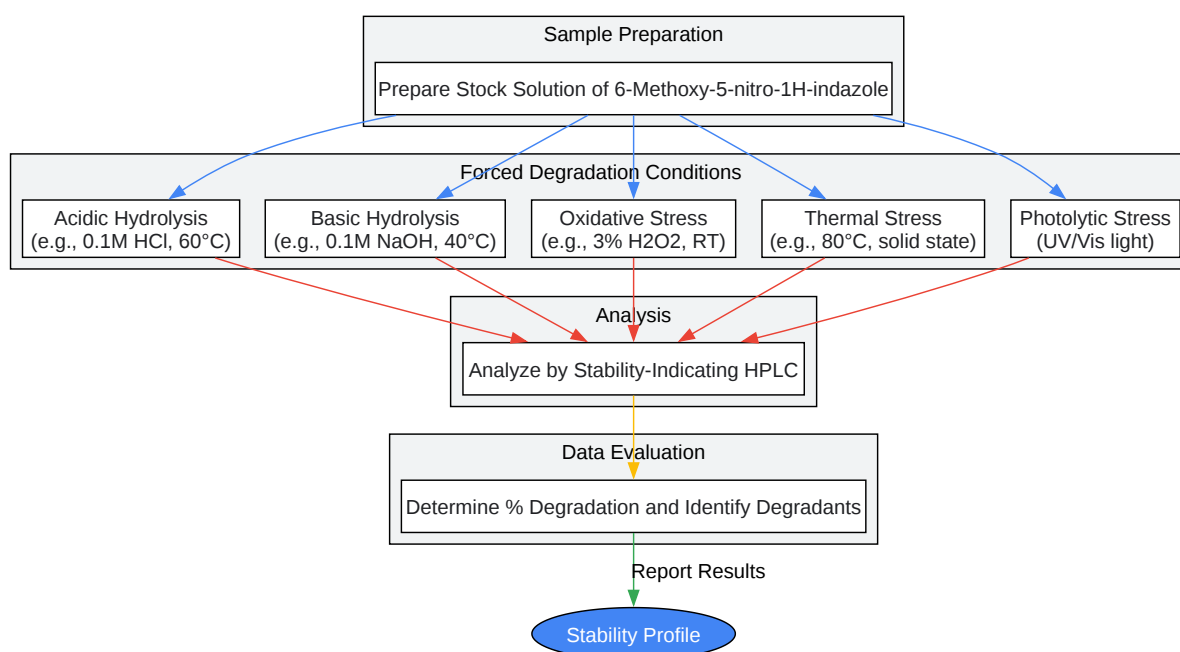 Sample Preparation
Prepare Stock Solution of 6-Methoxy-5-nitro-1H-indazole
Forced Degradation Conditions
Acidic Hydrolysis
(e.g., 0.1M HCl, 60°C)
Basic Hydrolysis
(e.g., 0.1M NaOH, 40°C)
Oxidative Stress
(e.g., 3% H2O2, RT)
Thermal Stress
(e.g., 80°C, solid state)
Photolytic Stress
(UV/Vis light)
Analysis
Analyze by Stability-Indicating HPLC
Data Evaluation
Determine % Degradation and Identify Degradants
Report Results
Stability Profile